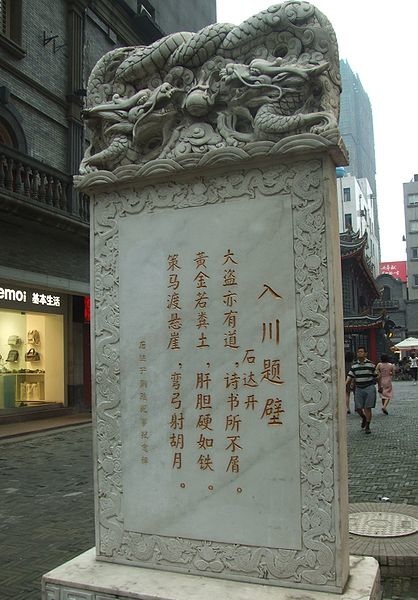 入川题壁
石达开
大盗亦有道，诗书所不屑。
黄金若粪土，肝胆硬如铁。
策马渡悬崖，弯弓射胡月。
emoi 基本生活